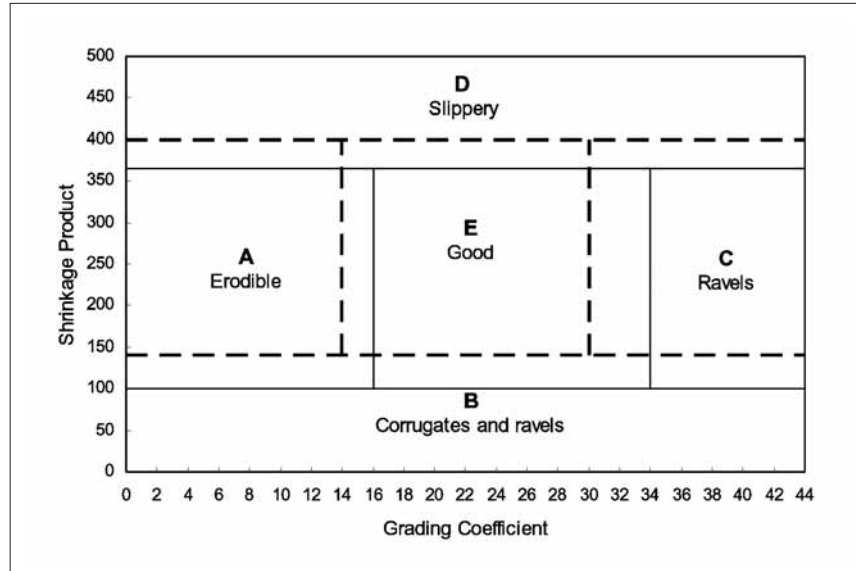 500
450
400
350
300
250
200
150
100
50
0
Shrinkage Product
D
Slippery
A
Erodible
E
Good
C
Ravels
B
Corrugates and ravels
0 2 4 6 8 10 12 14 16 18 20 22 24 26 28 30 32 34 36 38 40 42 44
Grading Coefficient